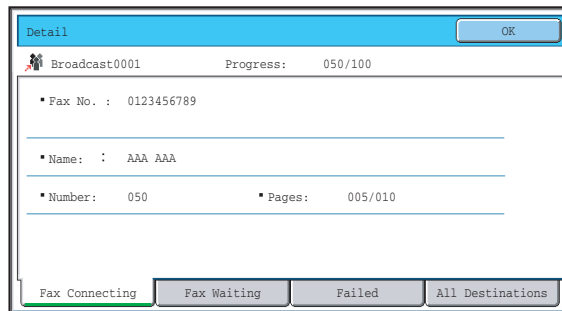 Detail OK
Broadcast0001 Progress: 050/100
▪Fax No. : 0123456789
▪Name: : AAA AAA
▪Number: 050 ▪Pages: 005/010
Fax Connecting Fax Waiting Failed All Destinations